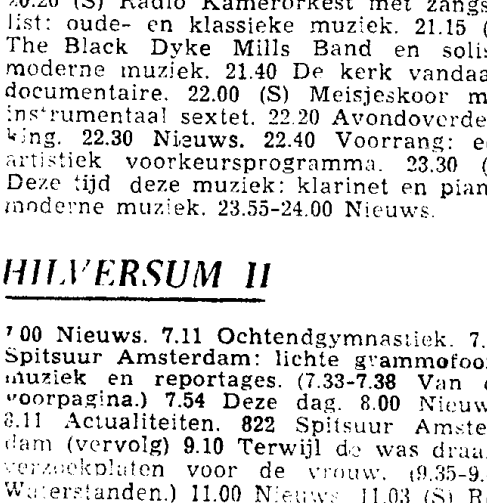 20.20 (S) Radio Kamerorkest met zangs
list: oude- en klassieke muziek. 21.15 (
The Black Dyke Mills Band en solis
moderne muziek. 21.40 De kerk vandaa
documentaire. 22.00 (S) Meisjeskoor m
instrumentaal sextet. 22.20 Avondoverde
king. 22.30 Nieuws. 22.40 Voorrang: e
artistiek voorkeursprogramma. 23.30 (
Deze tijd deze muziek: klarinet en pian
moderne muziek. 23.55-24.00 Nieuws.
HILVERSUM II
7 00 Nieuws. 7.11 Ochtendgymnastiek. 7.
Spitsuur Amsterdam: lichte grammofoo
muziek en reportages. (7.33-7.38 Van
voorpagina.) 7.54 Deze dag. 8.00 Nieuw
8.11 Actualiteiten. 822 Spitsuur Amste
dam (vervolg) 9.10 Terwijl de was draa
verzoekplaten voor de vrouw. (9.35-9.
Waterstanden.) 11.00 Nieuws 11.03 (S) R